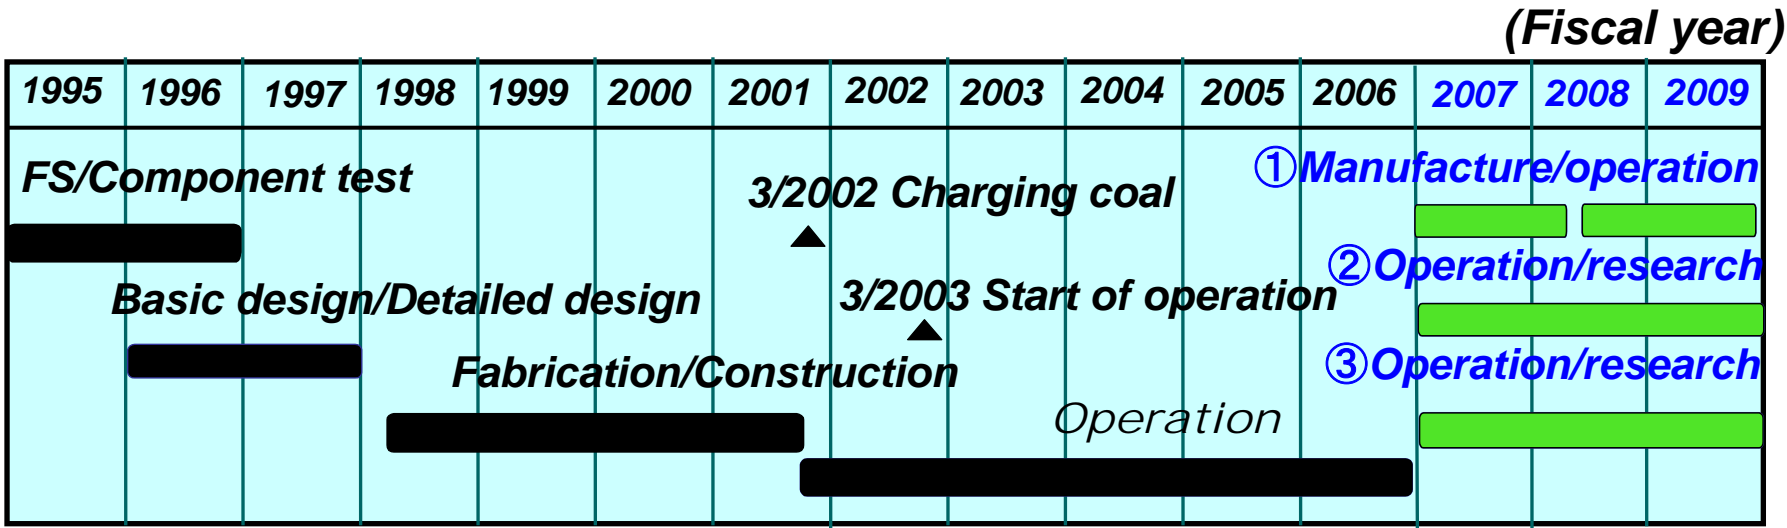 (Fiscal year)
1995 1996 1997 1998 1999 2000 2001 2002 2003 2004 2005 2006 2007 2008 2009
FS/Component test
3/2002 Charging coal
①Manufacture/operation
Basic design/Detailed design
3/2003 Start of operation
②Operation/research
Fabrication/Construction
③Operation/research
Operation